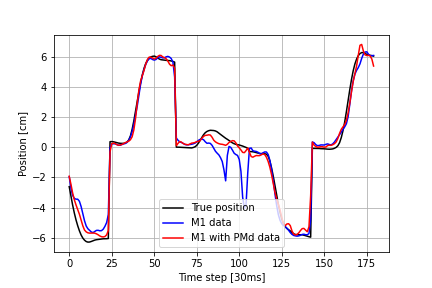 Position [cm]
6
4
2
0
−2
−4
−6
True position
M1 data
M1 with PMd data
0 25 50 75 100 125 150 175
Time step [30ms]